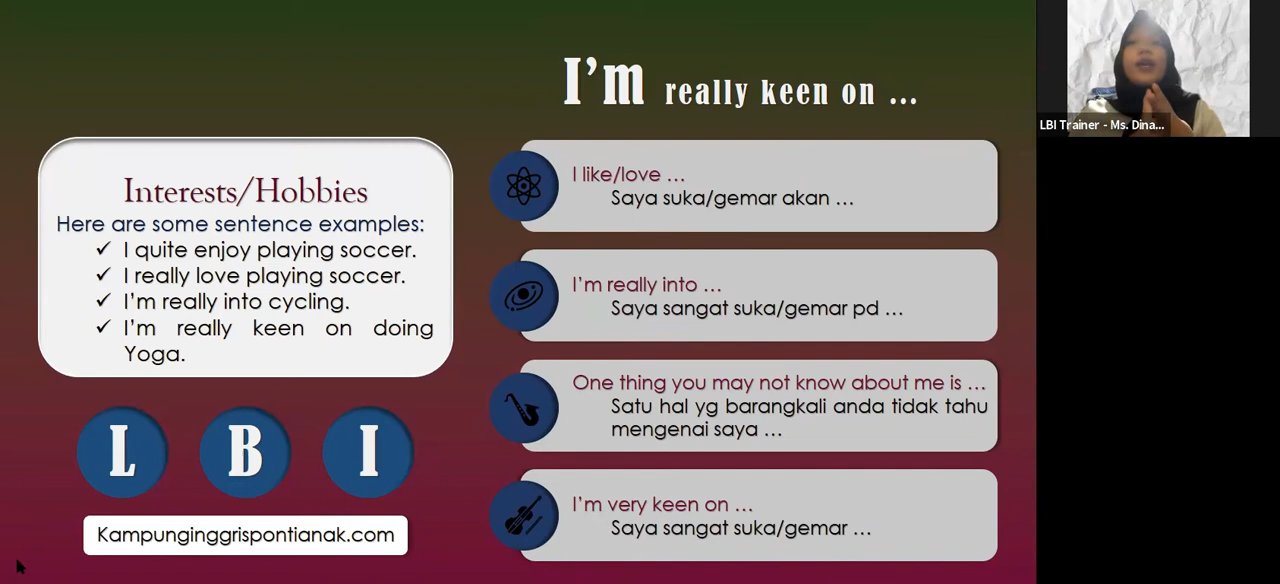 I'm really keen on ...
Interests/Hobbies
Here are some sentence examples:
✓ I quite enjoy playing soccer.
✓ I really love playing soccer.
✓ I'm really into cycling.
✓ I'm really keen on doing
Yoga.
L B I
Kampunginggrispontianak.com
I like/love ...
Saya suka/gemar akan ...
I'm really into ...
Saya sangat suka/gemar pd ...
One thing you may not know about me is ...
Satu hal yg barangkali anda tidak tahu
mengenai saya ...
I'm very keen on ...
Saya sangat suka/gemar ...
LBI Trainer - Ms. Dina...